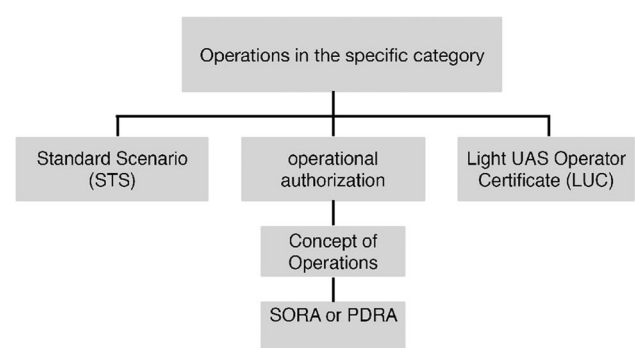 Operations in the specific category
Standard Scenario
(STS)
operational
authorization
Light UAS Operator
Certificate (LUC)
Concept of
Operations
SORA or PDRA